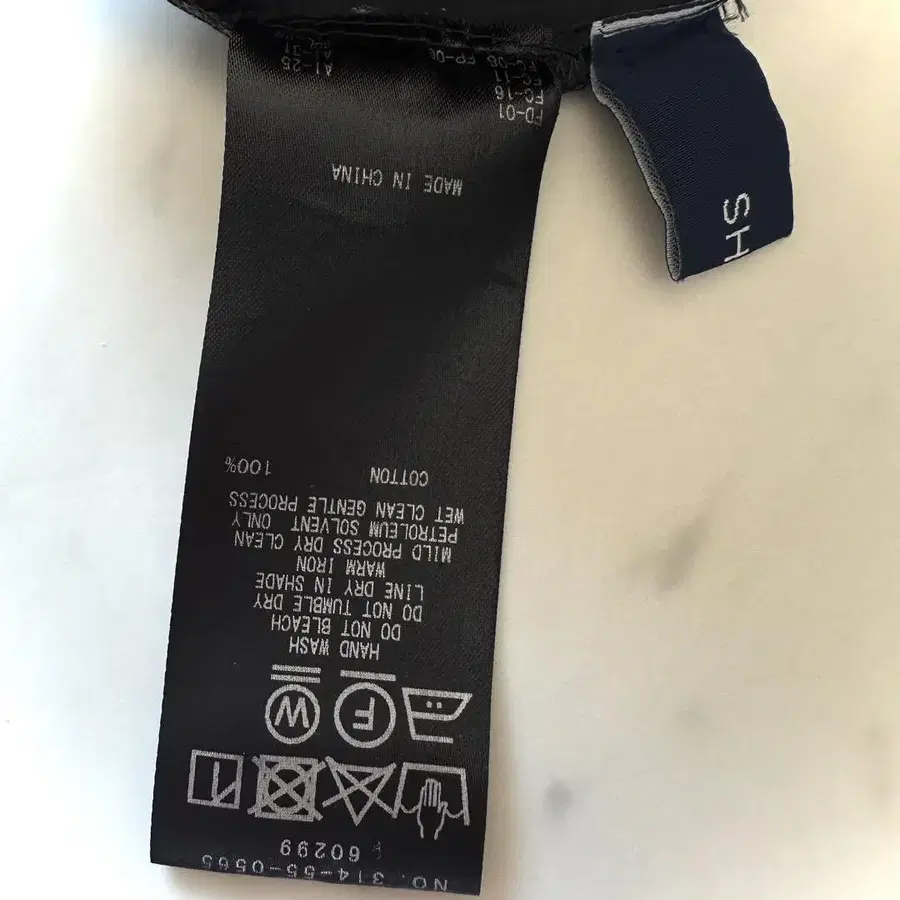 NO. 314-55-0565
60299
HAND WASH
DO NOT BLEACH
DO NOT TUMBLE DRY
LINE DRY IN SHADE
WARM IRON
MILD PROCESS DRY CLEAN
PETROLEUM SOLVENT ONLY
WET CLEAN GENTLE PROCESS
COTTON 100%
MADE IN CHINA
FD-01
FC-16
FC-11
FC-08 FP-08
A1-25
F
W
SH